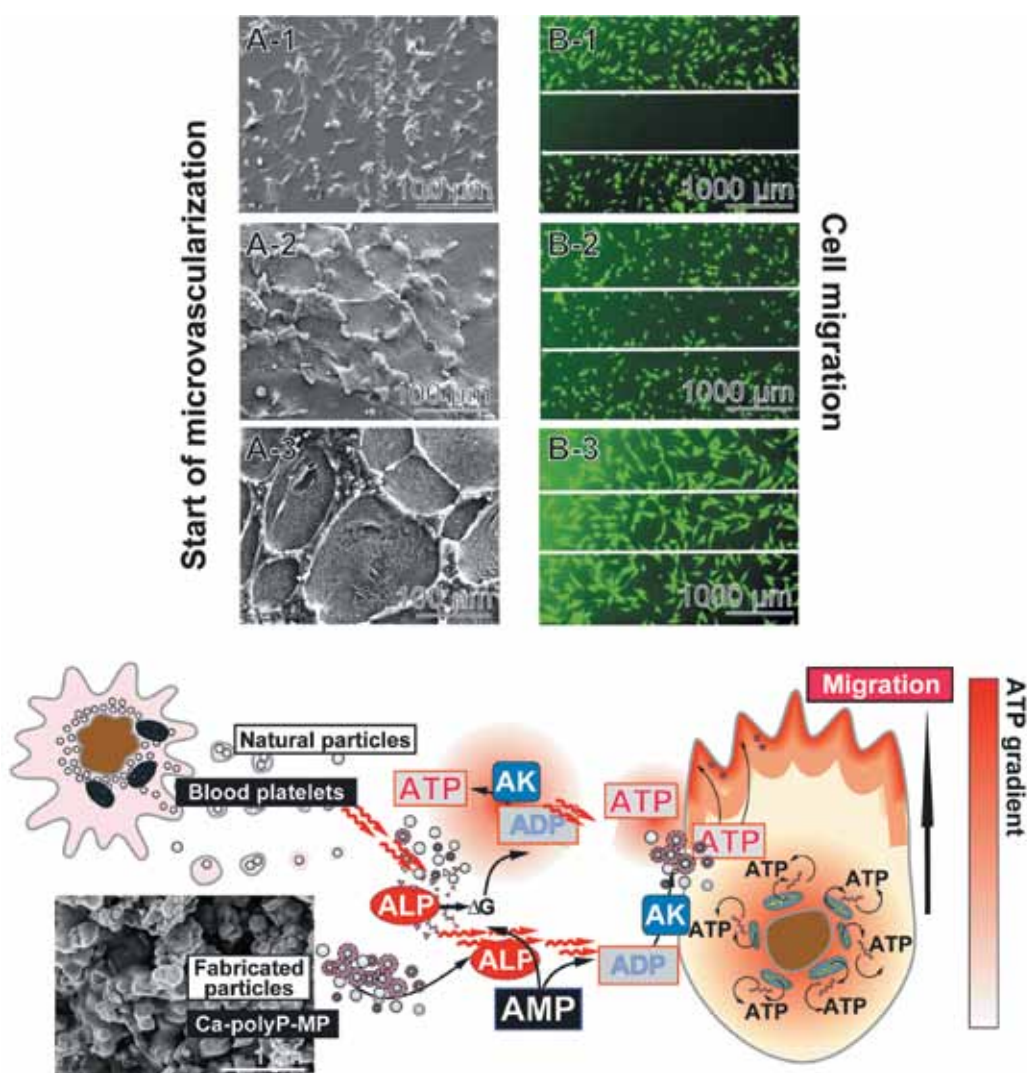 A-1
B-1
100 µm
1000 µm
A-2
B-2
100 µm
1000 µm
A-3
B-3
100 µm
1000 µm
Start of microvascularization
Cell migration
Migration
ATP gradient
Natural particles
Blood platelets
ATP
AK
ADP
ATP
ATP
ALP
ΔG
AK
ATP
ATP
ATP
ATP
ATP
ATP
ALP
ADP
AMP
Fabricated
particles
Ca-polyP-MP